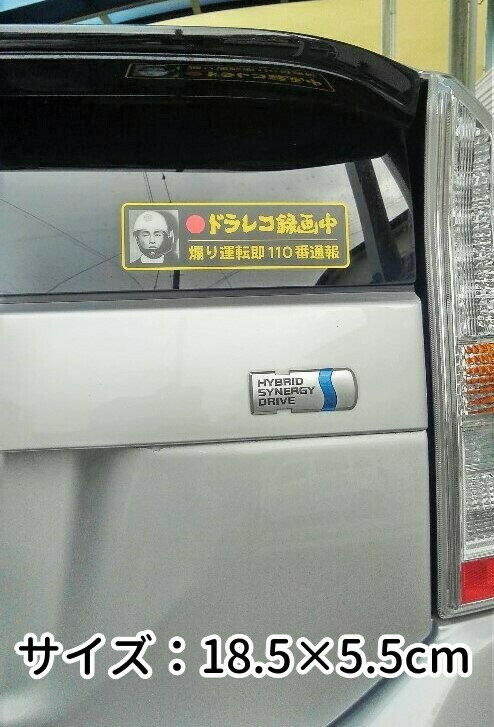 ●ドラレコ録画中
煽り運転即110番通報
HYBRID
SYNERGY
DRIVE
サイズ：18.5×5.5cm